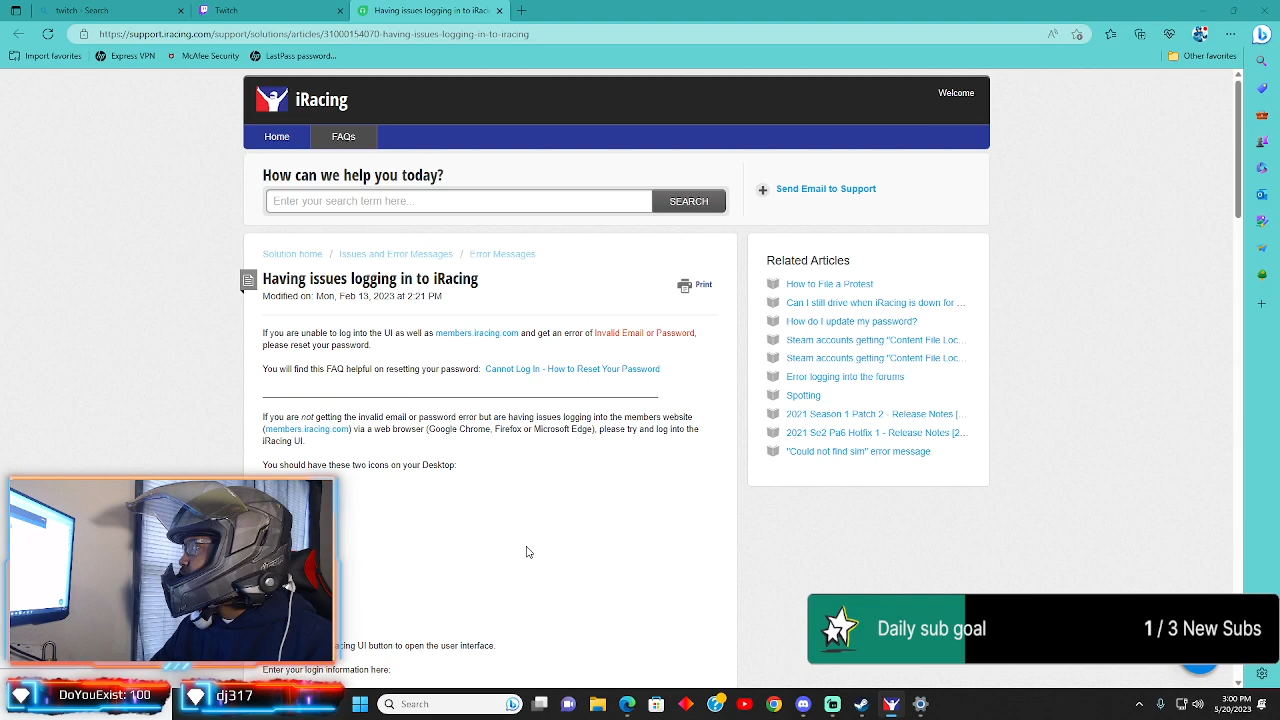 twitch - Search
Twitch
iRacing | Having issues logging in to iRac
https://support.iracing.com/support/solutions/articles/31000154070-having-issues-logging-in-to-iracing
Import favorites
Express VPN
McAfee Security
LastPass password...
Other favorites
iRacing
Welcome
Home
FAQs
How can we help you today?
Enter your search term here...
SEARCH
Send Email to Support
Solution home / Issues and Error Messages / Error Messages
Having issues logging in to iRacing
Print
Modified on: Mon, Feb 13, 2023 at 2:21 PM
If you are unable to log into the UI as well as members.iracing.com and get an error of Invalid Email or Password,
please reset your password.
You will find this FAQ helpful on resetting your password: Cannot Log In - How to Reset Your Password
If you are not getting the invalid email or password error but are having issues logging into the members website
(members.iracing.com) via a web browser (Google Chrome, Firefox or Microsoft Edge), please try and log into the
iRacing UI.
You should have these two icons on your Desktop:
acing UI button to open the user interface.
Enter your login information here:
Related Articles
How to File a Protest
Can I still drive when iRacing is down for ...
How do I update my password?
Steam accounts getting "Content File Loc...
Steam accounts getting "Content File Loc...
Error logging into the forums
Spotting
2021 Season 1 Patch 2 - Release Notes [...
2021 Se2 Pa6 Hotfix 1 - Release Notes [2...
"Could not find sim" error message
Daily sub goal
1 / 3 New Subs
DoYouExist: 100
dj317
Search
3:00 PM
5/20/2023